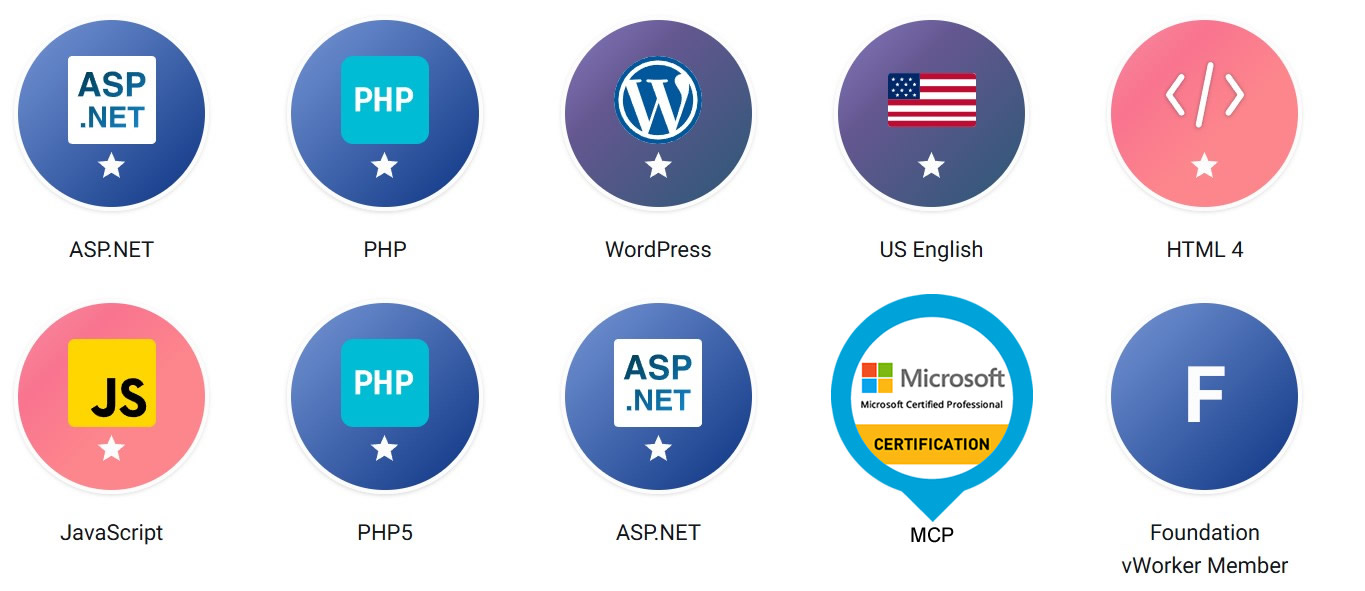 ASP
.NET
ASP.NET
PHP
PHP
WordPress
US English
HTML 4
JS
JavaScript
PHP
PHP5
ASP
.NET
ASP.NET
Microsoft
Microsoft Certified Professional
CERTIFICATION
MCP
F
Foundation
vWorker Member